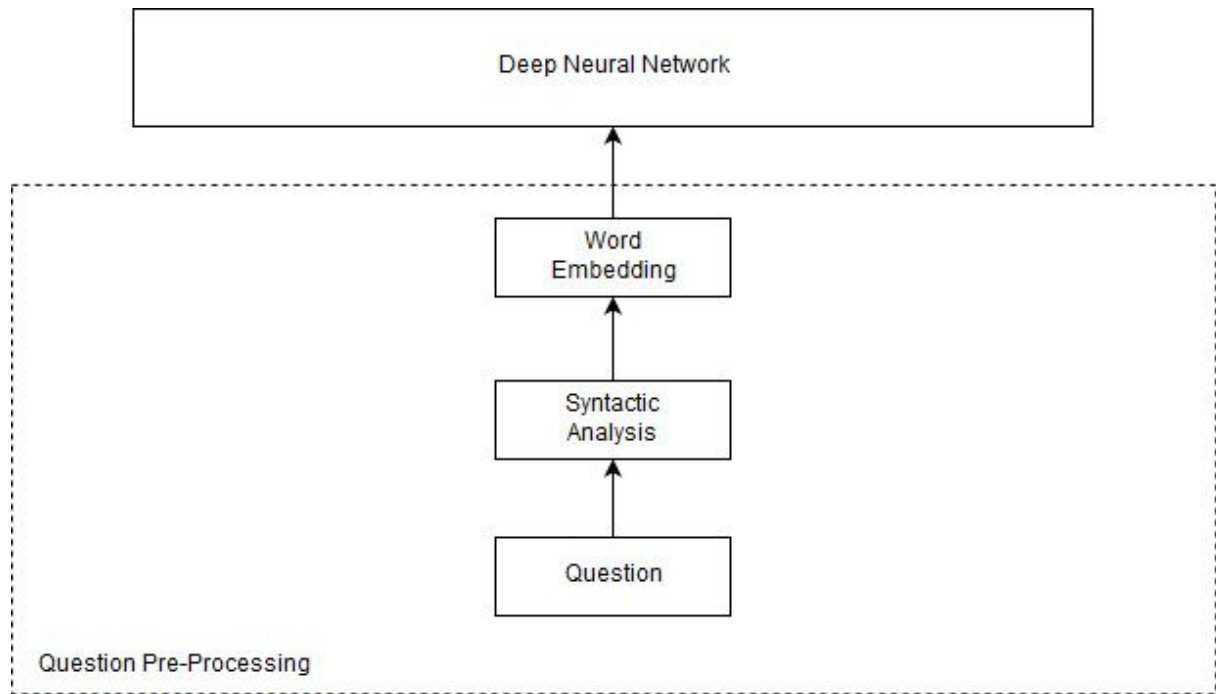 Deep Neural Network
Word
Embedding
Syntactic
Analysis
Question
Question Pre-Processing